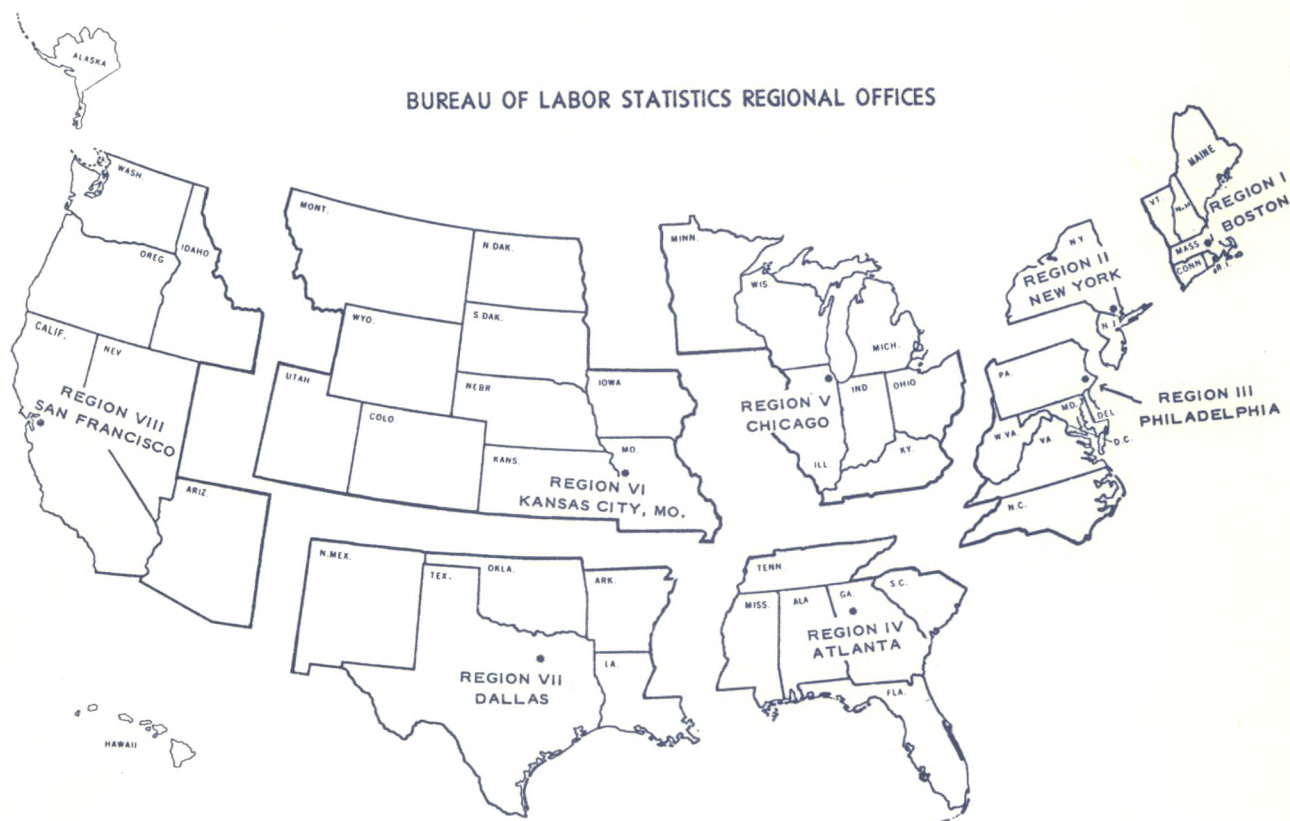 ALASKA
BUREAU OF LABOR STATISTICS REGIONAL OFFICES
WASH.
IDAHO
OREG
CALIF.
NEV
REGION VIII
SAN FRANCISCO
ARIZ.
HAWAII
MONT.
N.DAK.
WYO.
S.DAK.
UTAH
NEBR
IOWA
COLO.
KANS.
MO.
REGION VI
KANSAS CITY, MO.
N.MEX.
TEX.
OKLA.
ARK.
LA.
REGION VII
DALLAS
MINN.
WIS.
MICH.
IND.
OHIO
REGION V
CHICAGO
ILL.
KY.
TENN.
MISS.
ALA
GA.
S.C.
REGION IV
ATLANTA
FLA.
MAINE
VT.
N.H
REGION I
BOSTON
MASS
CONN
R.I.
N.Y.
REGION II
NEW YORK
N.J.
PA.
REGION III
PHILADELPHIA
MD.
DEL.
W.VA.
VA.
D.C.
N.C.